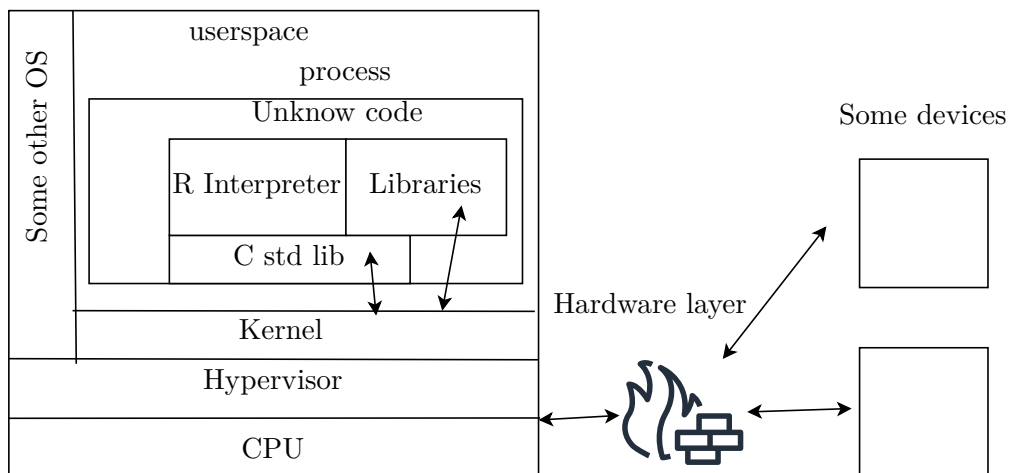 userspace
process
Some other OS
Unknow code
R Interpreter
Libraries
C std lib
Kernel
Hypervisor
CPU
Hardware layer
Some devices